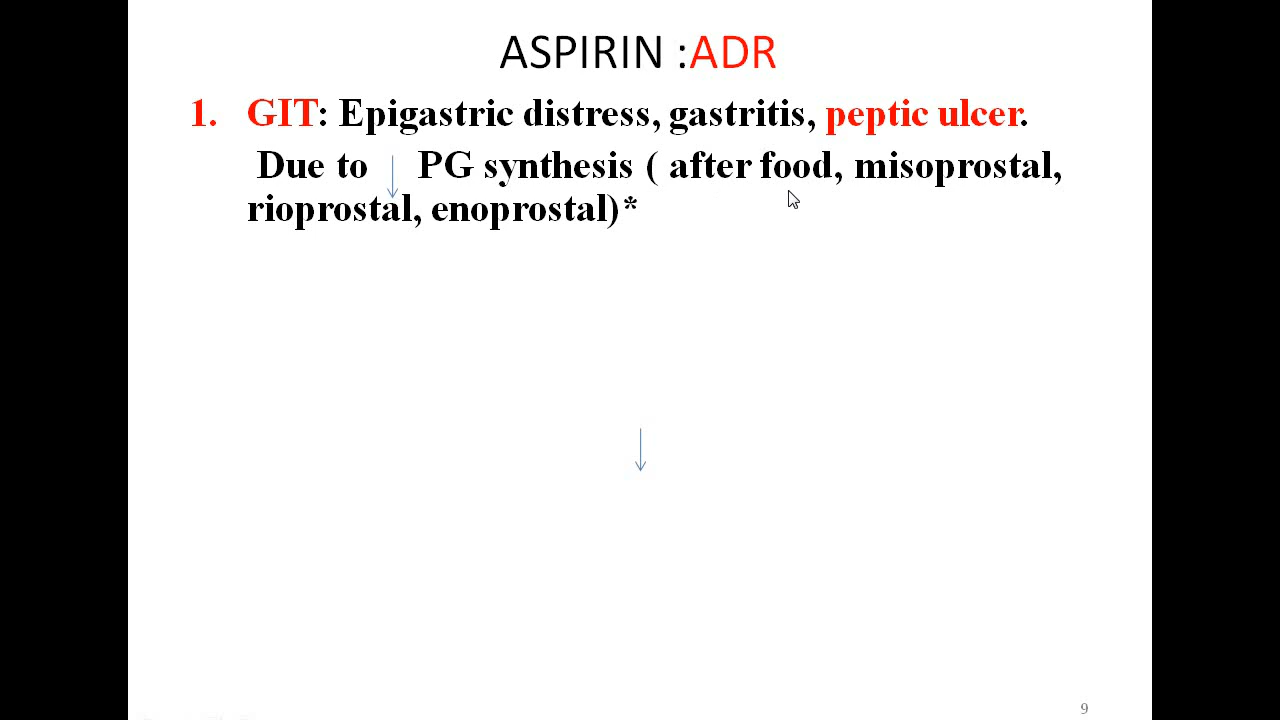 ASPIRIN :ADR
1. GIT: Epigastric distress, gastritis, peptic ulcer.
Due to ↓ PG synthesis ( after food, misoprostal,
rioprostal, enoprostal)*
9